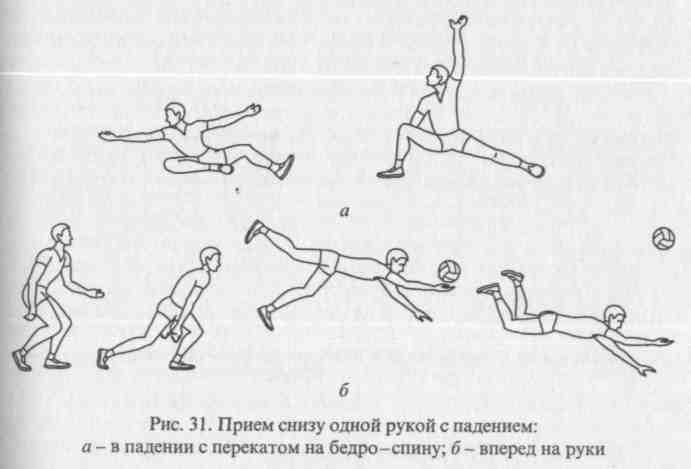 а
б
Рис. 31. Прием снизу одной рукой с падением:
а – в падении с перекатом на бедро–спину; б – вперед на руки